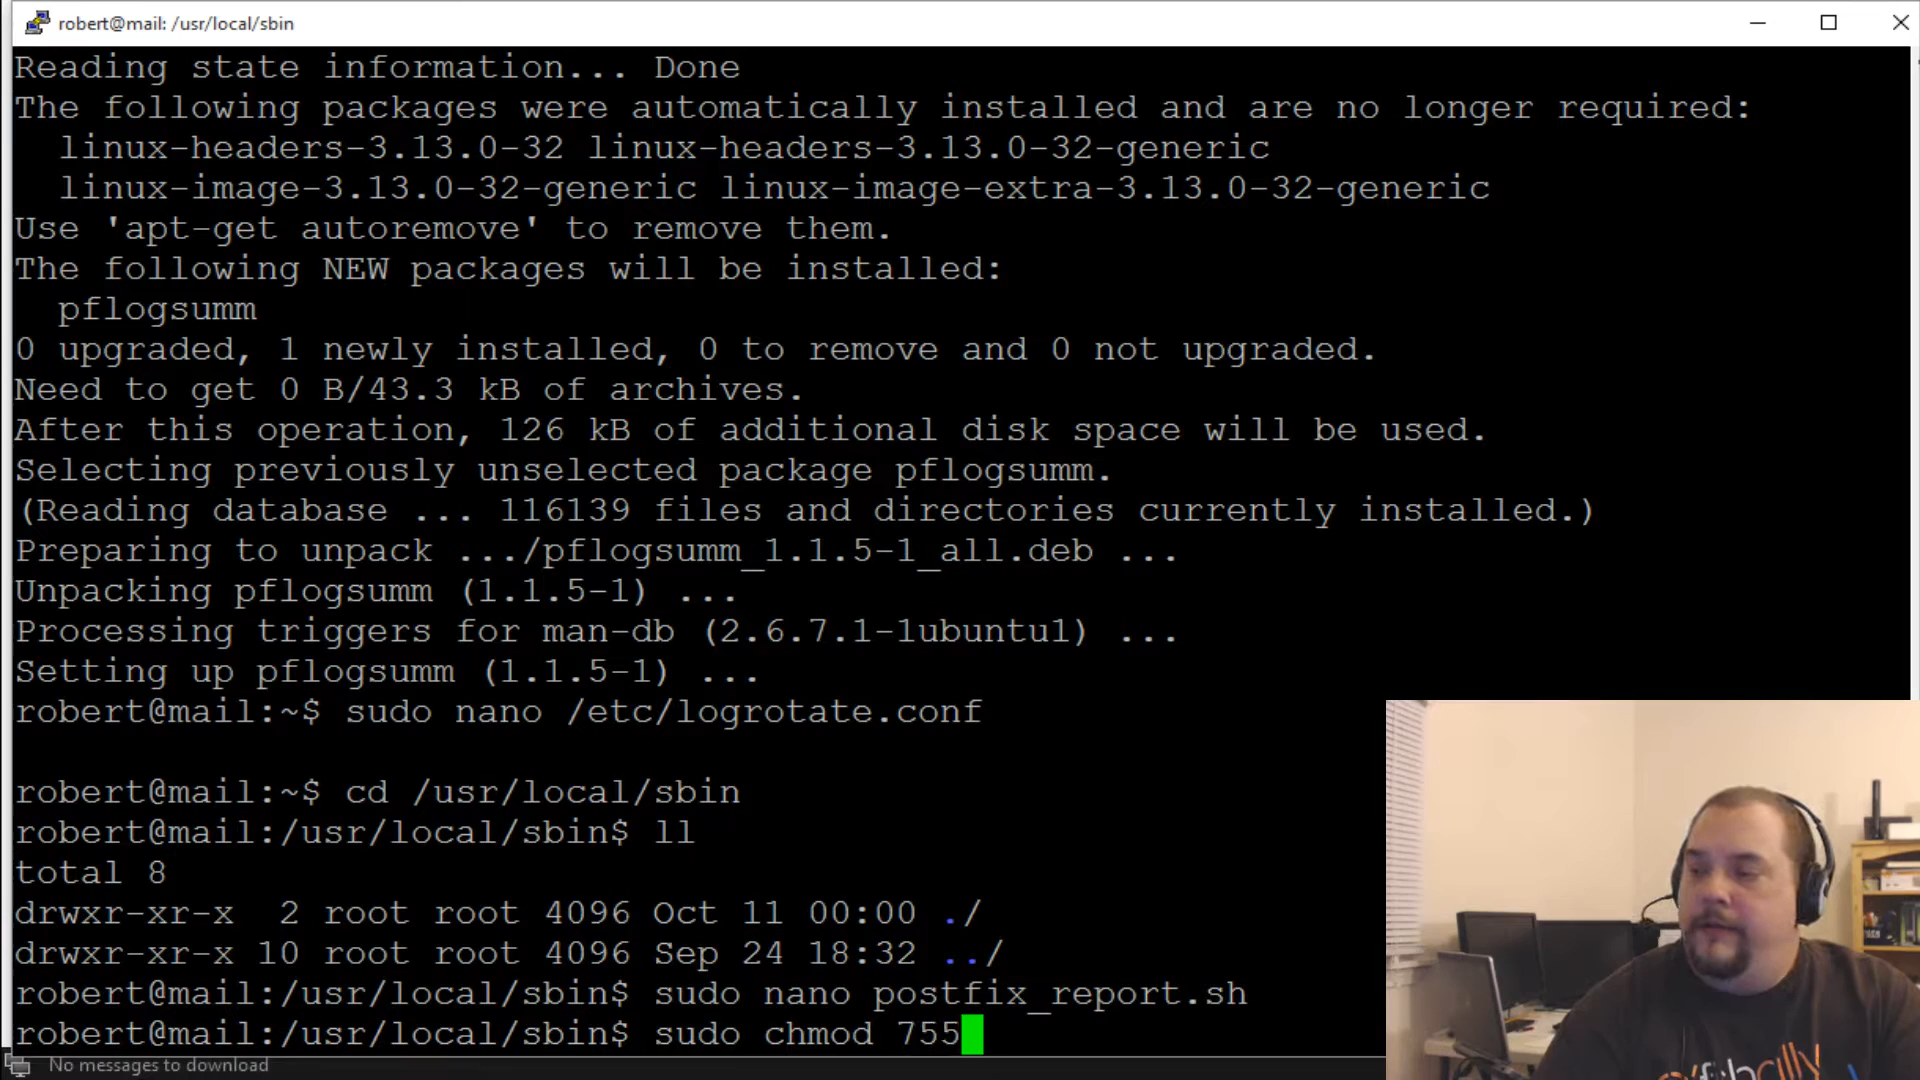 robert@mail: /usr/local/sbin
Reading state information... Done
The following packages were automatically installed and are no longer required:
  linux-headers-3.13.0-32 linux-headers-3.13.0-32-generic
  linux-image-3.13.0-32-generic linux-image-extra-3.13.0-32-generic
Use 'apt-get autoremove' to remove them.
The following NEW packages will be installed:
  pflogsumm
0 upgraded, 1 newly installed, 0 to remove and 0 not upgraded.
Need to get 0 B/43.3 kB of archives.
After this operation, 126 kB of additional disk space will be used.
Selecting previously unselected package pflogsumm.
(Reading database ... 116139 files and directories currently installed.)
Preparing to unpack .../pflogsumm_1.1.5-1_all.deb ...
Unpacking pflogsumm (1.1.5-1) ...
Processing triggers for man-db (2.6.7.1-1ubuntu1) ...
Setting up pflogsumm (1.1.5-1) ...
robert@mail:~$ sudo nano /etc/logrotate.conf
robert@mail:~$ cd /usr/local/sbin
robert@mail:/usr/local/sbin$ ll
total 8
drwxr-xr-x  2 root root 4096 Oct 11 00:00 ./
drwxr-xr-x 10 root root 4096 Sep 24 18:32 ../
robert@mail:/usr/local/sbin$ sudo nano postfix_report.sh
robert@mail:/usr/local/sbin$ sudo chmod 755
No messages to download